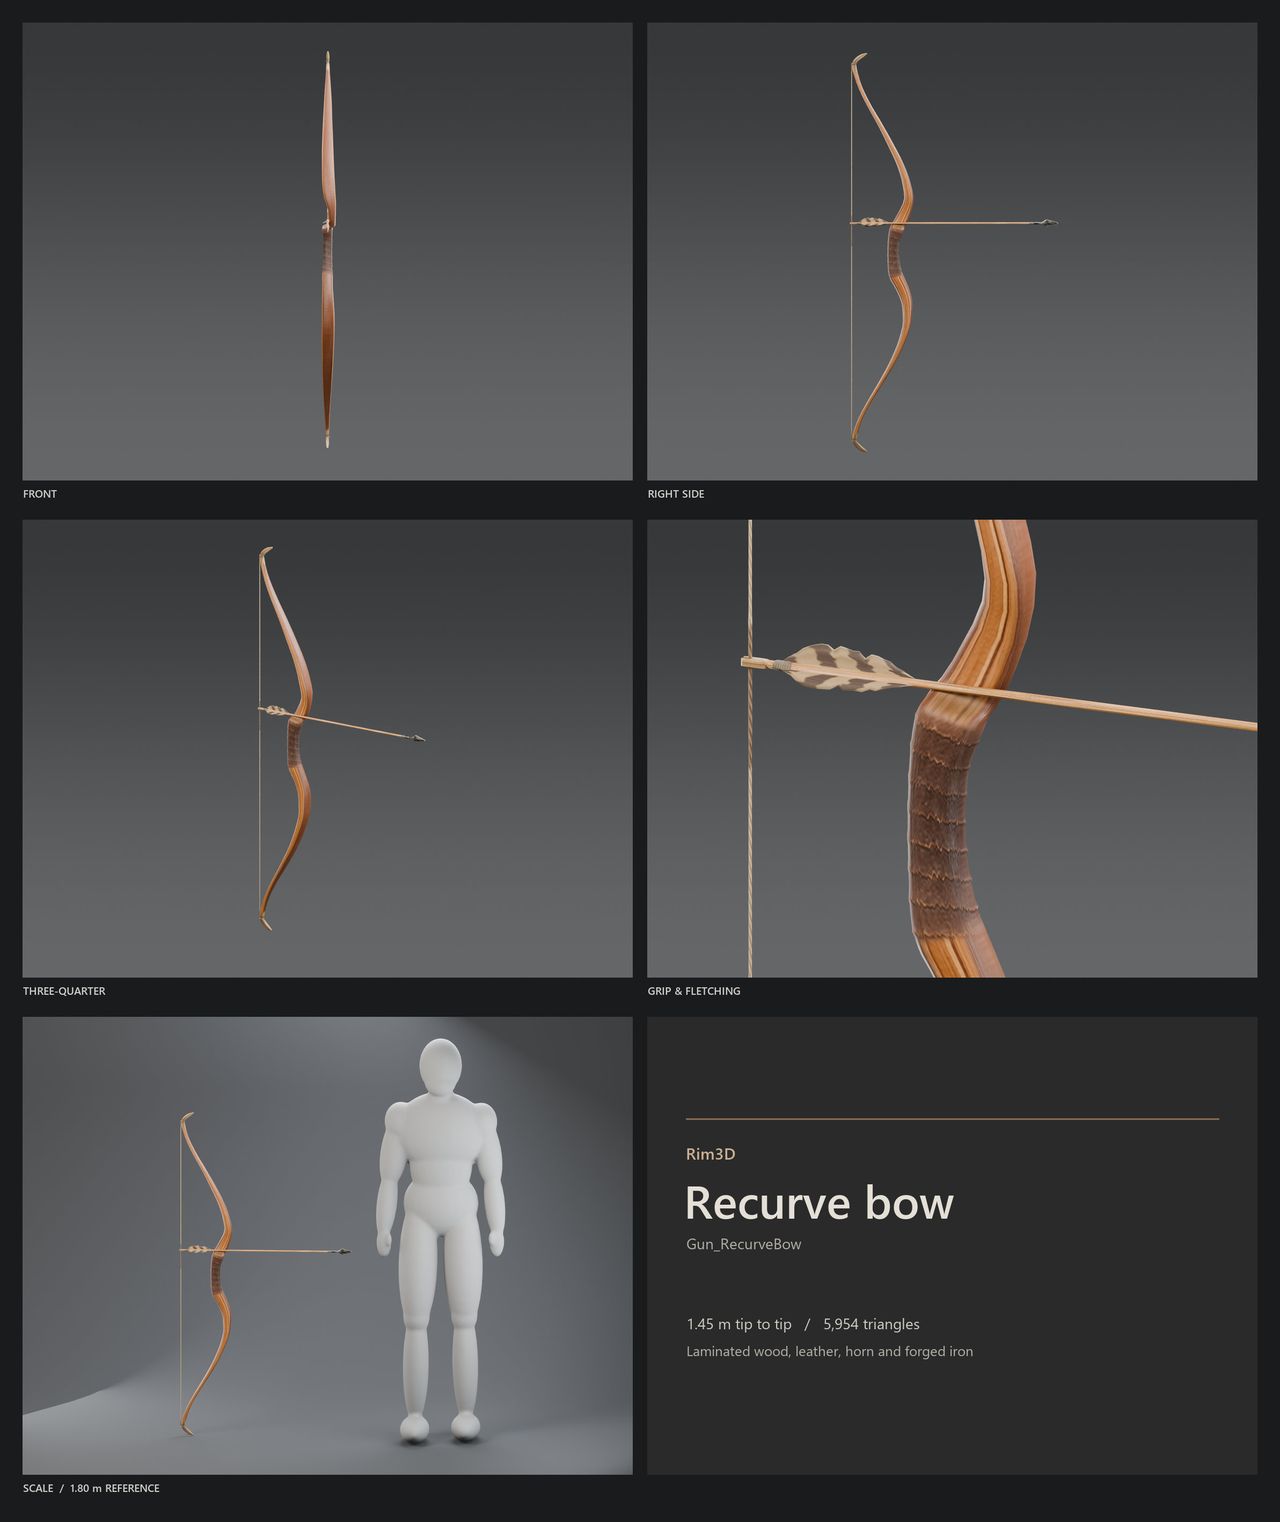 FRONT
RIGHT SIDE
THREE-QUARTER
GRIP & FLETCHING
Rim3D
Recurve bow
Gun_RecurveBow
1.45 m tip to tip / 5,954 triangles
Laminated wood, leather, horn and forged iron
SCALE / 1.80 m REFERENCE